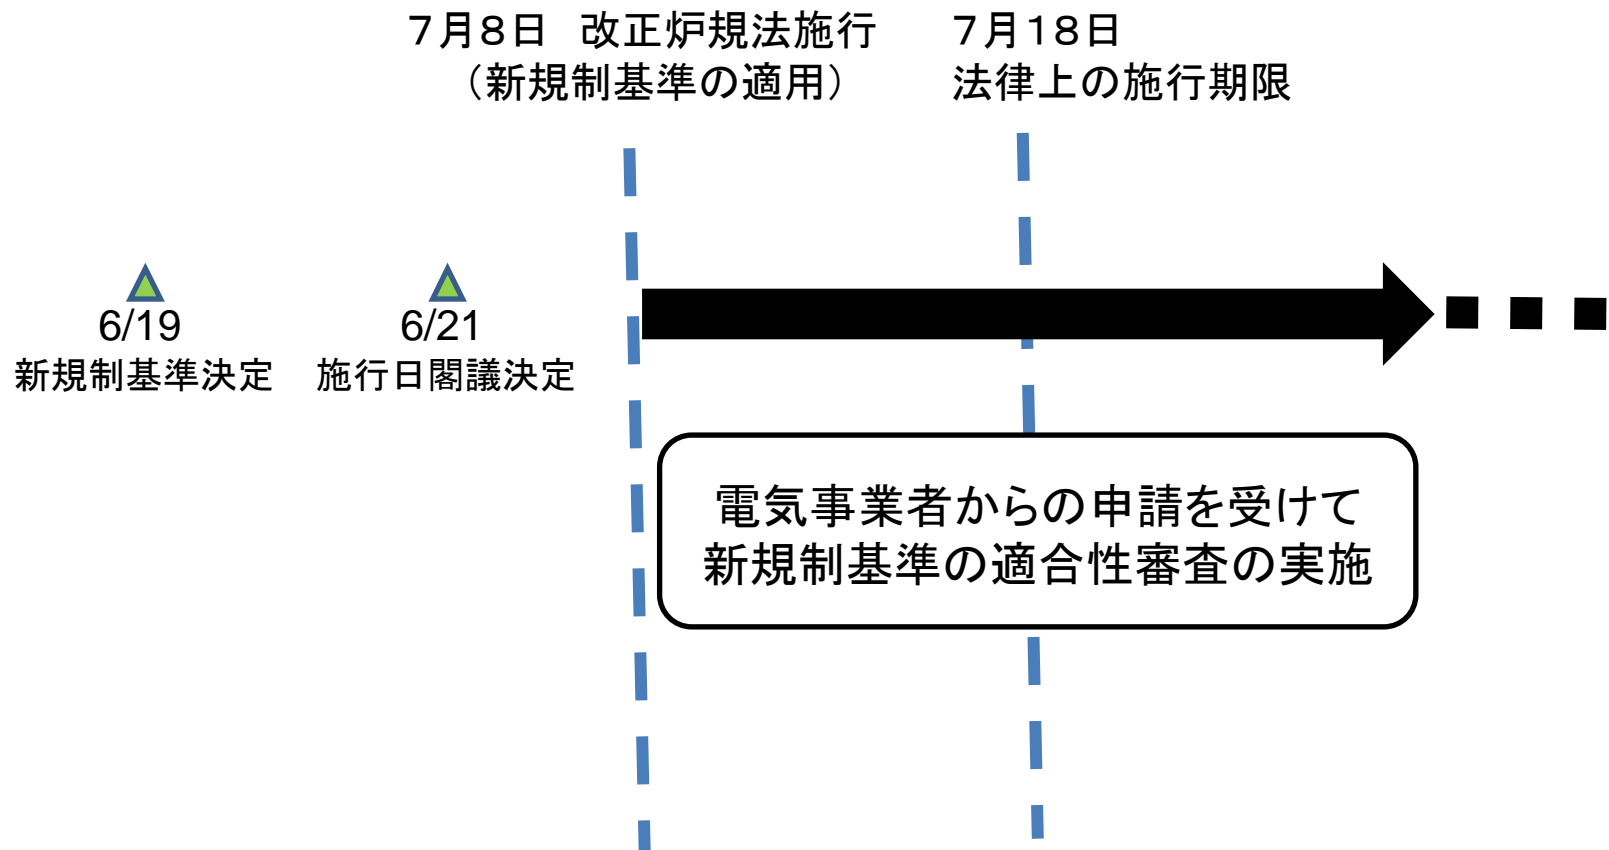 ７月８日　改正炉規法施行
（新規制基準の適用）
７月１８日
法律上の施行期限
6/19
新規制基準決定
6/21
施行日閣議決定
電気事業者からの申請を受けて
新規制基準の適合性審査の実施